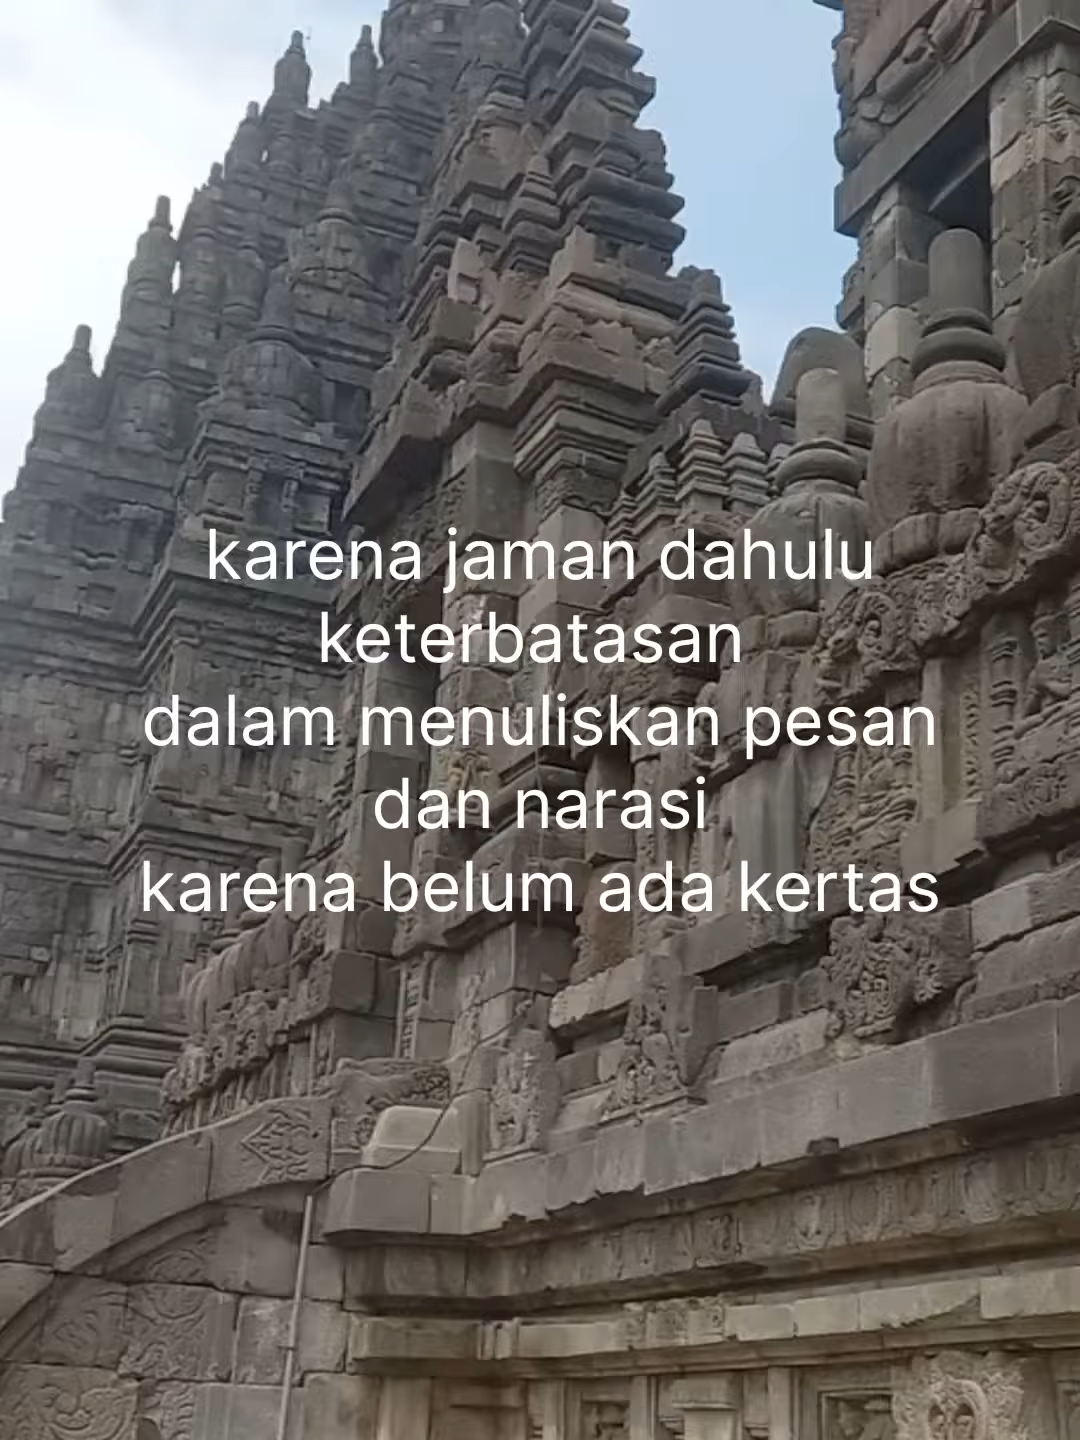 karena jaman dahulu
keterbatasan
dalam menuliskan pesan
dan narasi
karena belum ada kertas